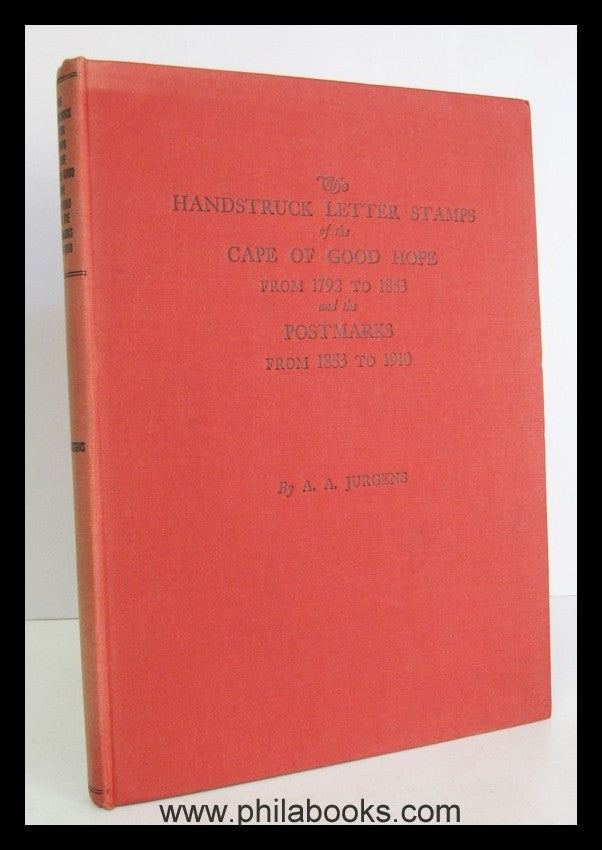 The
HANDSTRUCK LETTER STAMPS
of the
CAPE OF GOOD HOPE
FROM 1792 TO 1853
and the
POSTMARKS
FROM 1853 TO 1910
By A. A. JURGENS
www.philabooks.com